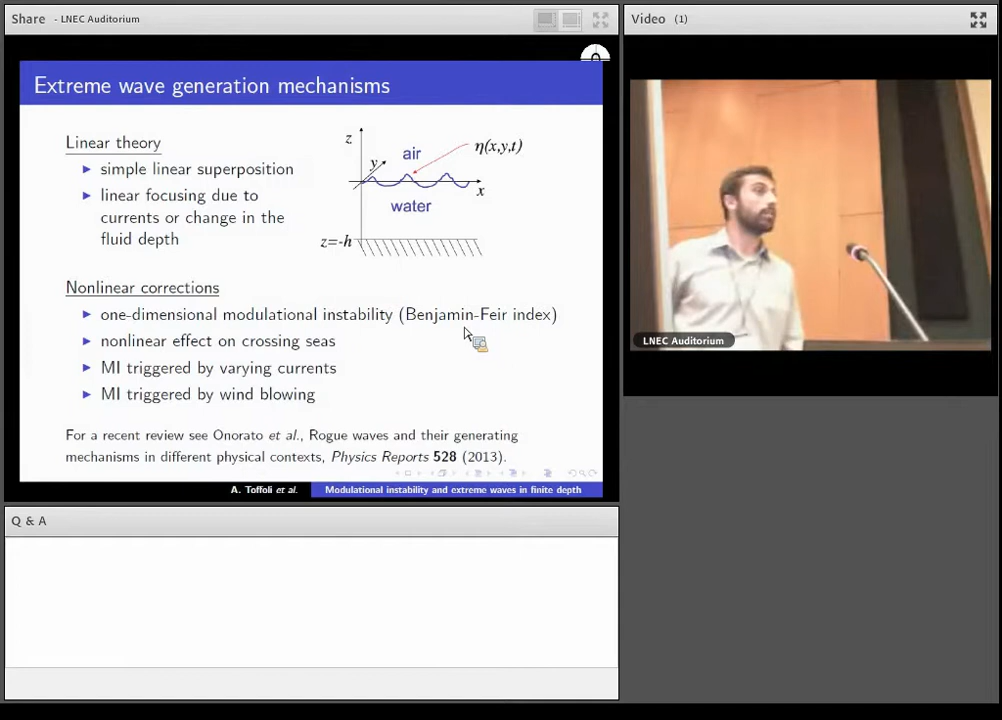 Share - LNEC Auditorium
Video (1)
Extreme wave generation mechanisms
Linear theory
simple linear superposition
linear focusing due to
currents or change in the
fluid depth
z
y
air
η(x,y,t)
x
water
z=-h
Nonlinear corrections
one-dimensional modulational instability (Benjamin-Feir index)
nonlinear effect on crossing seas
MI triggered by varying currents
MI triggered by wind blowing
For a recent review see Onorato et al., Rogue waves and their generating
mechanisms in different physical contexts, Physics Reports 528 (2013).
A. Toffoli et al. Modulational instability and extreme waves in finite depth
LNEC Auditorium
Q & A